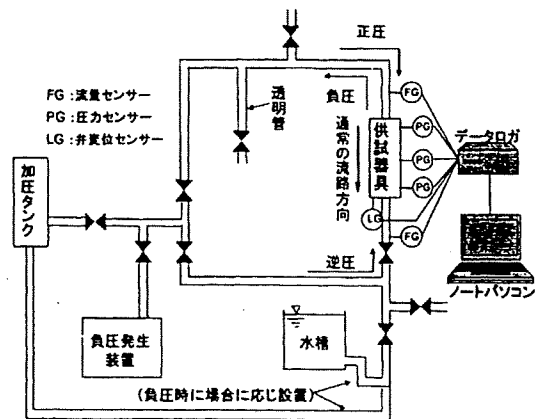 正圧
FG：流量センサー
PG：圧力センサー
LG：弁変位センサー
透明管
負圧
通常の流路方向
供試器具
FG
PG
PG
PG
LG
FG
データロガ
ノートパソコン
加圧タンク
逆圧
負圧発生
装置
水槽
(負圧時に場合に応じ設置)